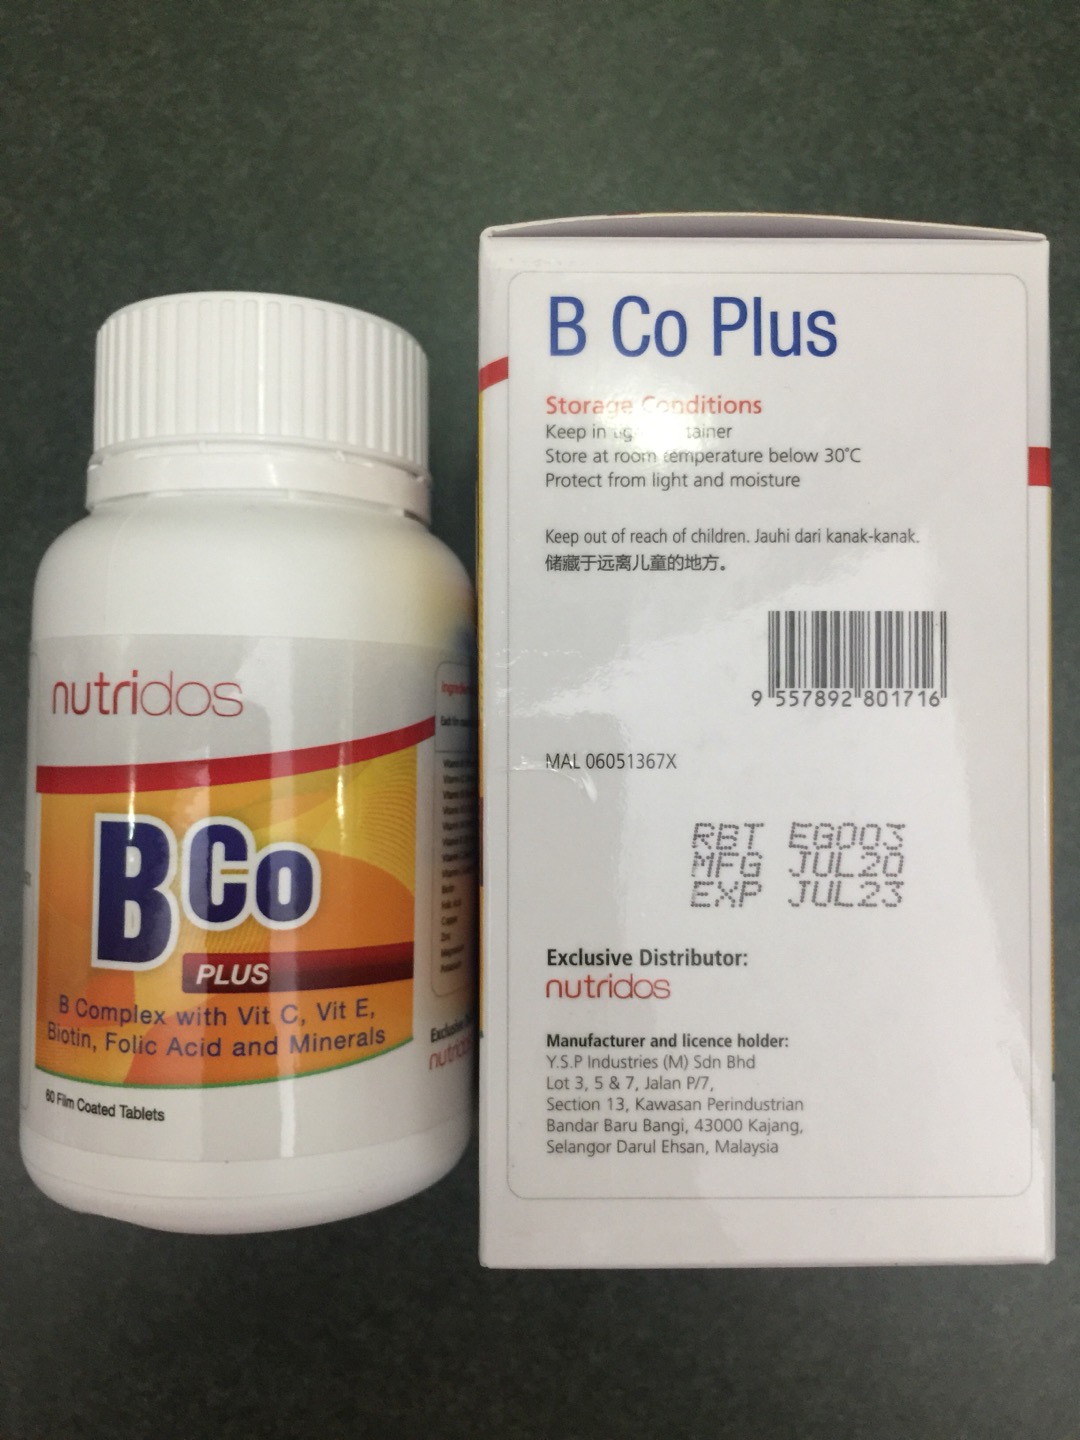 nutridos
B Co
PLUS
B Complex with Vit C, Vit E,
Biotin, Folic Acid and Minerals
60 Film Coated Tablets
B Co Plus
Storage Conditions
Keep in
Store at room temperature below 30°C
Protect from light and moisture
Keep out of reach of children. Jauhi dari kanak-kanak.
储藏于远离儿童的地方。
9 557892 801716
MAL 06051367X
RBT EG003
MFG JUL20
EXP JUL23
Exclusive Distributor:
nutridos
Manufacturer and licence holder:
Y.S.P Industries (M) Sdn Bhd
Lot 3, 5 & 7, Jalan P/7,
Section 13, Kawasan Perindustrian
Bandar Baru Bangi, 43000 Kajang,
Selangor Darul Ehsan, Malaysia